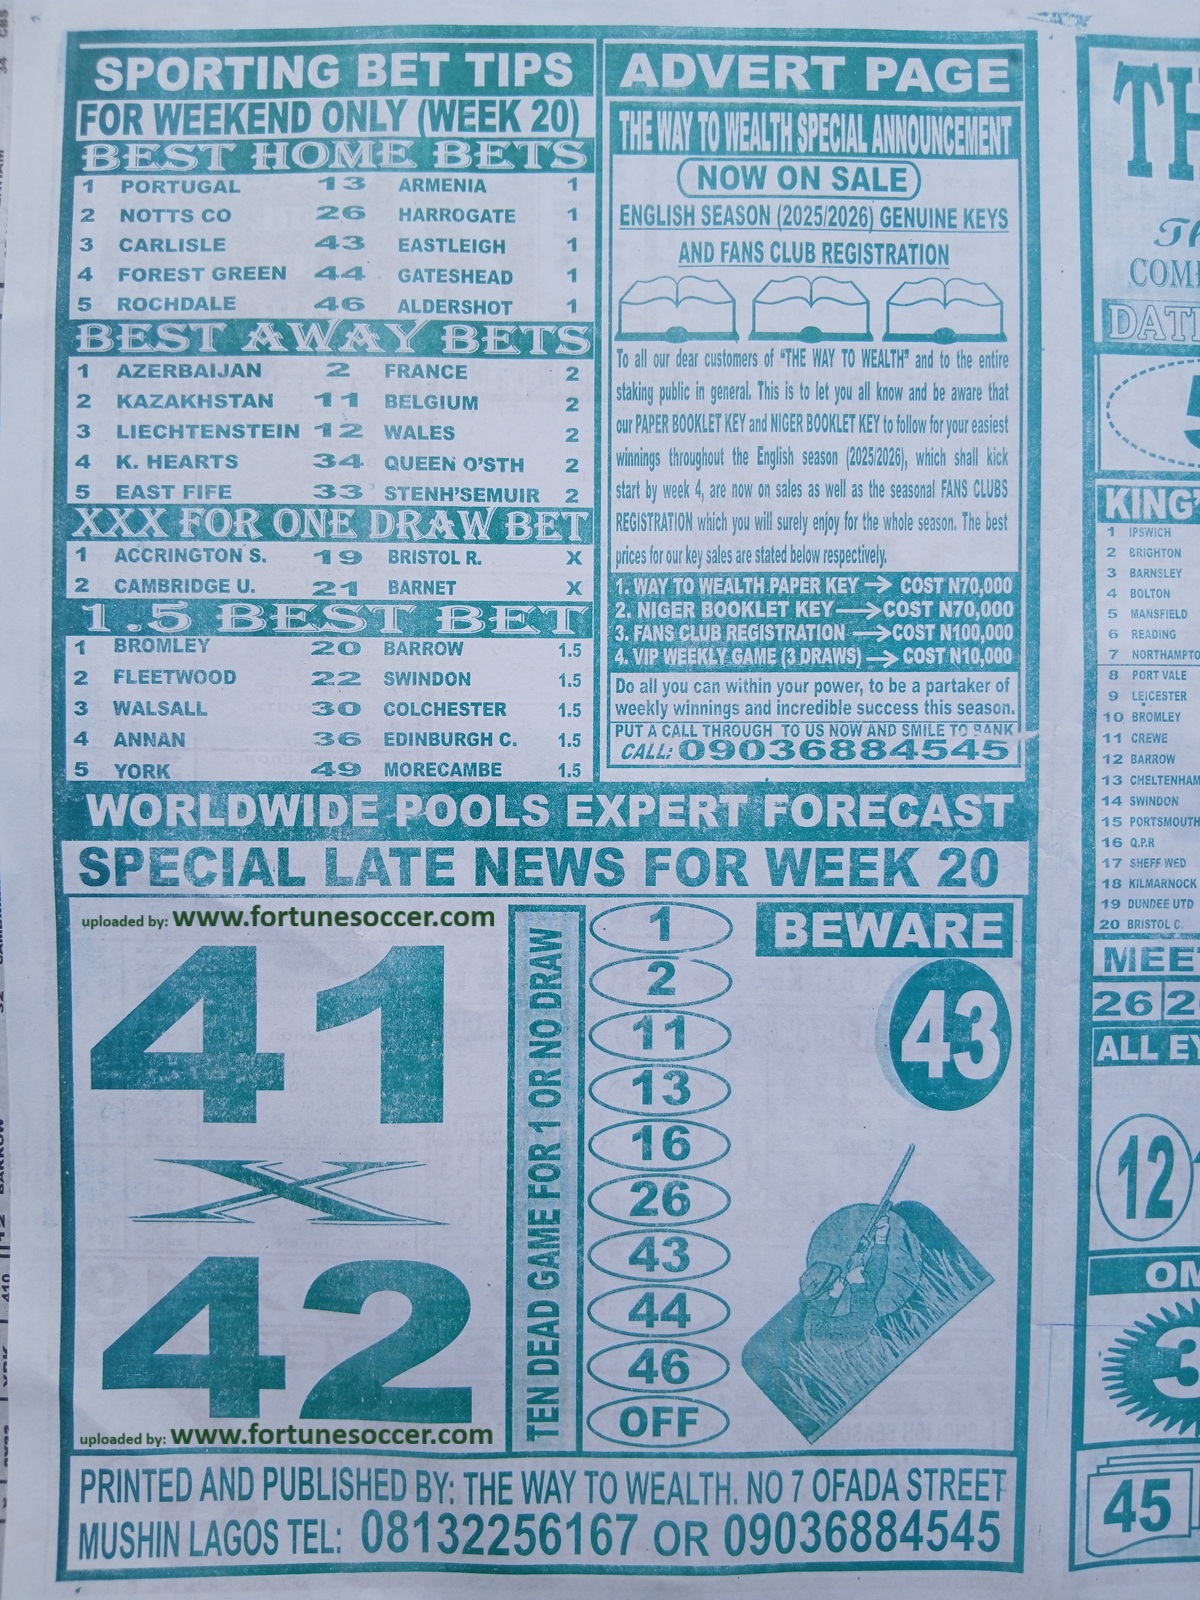 SPORTING BET TIPS
FOR WEEKEND ONLY (WEEK 20)
BEST HOME BETS
1 PORTUGAL 13 ARMENIA 1
2 NOTTS CO 26 HARROGATE 1
3 CARLISLE 43 EASTLEIGH 1
4 FOREST GREEN 44 GATESHEAD 1
5 ROCHDALE 46 ALDERSHOT 1
BEST AWAY BETS
1 AZERBAIJAN 2 FRANCE 2
2 KAZAKHSTAN 11 BELGIUM 2
3 LIECHTENSTEIN 12 WALES 2
4 K. HEARTS 34 QUEEN O'STH 2
5 EAST FIFE 33 STENH'SEMUIR 2
XXX FOR ONE DRAW BET
1 ACCRINGTON S. 19 BRISTOL R. X
2 CAMBRIDGE U. 21 BARNET X
1.5 BEST BET
1 BROMLEY 20 BARROW 1.5
2 FLEETWOOD 22 SWINDON 1.5
3 WALSALL 30 COLCHESTER 1.5
4 ANNAN 36 EDINBURGH C. 1.5
5 YORK 49 MORECAMBE 1.5
ADVERT PAGE
THE WAY TO WEALTH SPECIAL ANNOUNCEMENT
NOW ON SALE
ENGLISH SEASON (2025/2026) GENUINE KEYS
AND FANS CLUB REGISTRATION
To all our dear customers of "THE WAY TO WEALTH" and to the entire
staking public in general. This is to let you all know and be aware that
our PAPER BOOKLET KEY and NIGER BOOKLET KEY to follow for your easiest
winnings throughout the English season (2025/2026), which shall kick
start by week 4, are now on sales as well as the seasonal FANS CLUBS
REGISTRATION which you will surely enjoy for the whole season. The best
prices for our key sales are stated below respectively.
1. WAY TO WEALTH PAPER KEY → COST N70,000
2. NIGER BOOKLET KEY → COST N70,000
3. FANS CLUB REGISTRATION → COST N100,000
4. VIP WEEKLY GAME (3 DRAWS) → COST N10,000
Do all you can within your power, to be a partaker of
weekly winnings and incredible success this season.
PUT A CALL THROUGH TO US NOW AND SMILE TO BANK
CALL: 09036884545
WORLDWIDE POOLS EXPERT FORECAST
SPECIAL LATE NEWS FOR WEEK 20
uploaded by: www.fortunesoccer.com
41
X
42
uploaded by: www.fortunesoccer.com
TEN DEAD GAME FOR 1 OR NO DRAW
1
2
11
13
16
26
43
44
46
OFF
BEWARE
43
PRINTED AND PUBLISHED BY: THE WAY TO WEALTH. NO 7 OFADA STREET
MUSHIN LAGOS TEL: 08132256167 OR 09036884545
COM
DAT
KING
1 IPSWICH
2 BRIGHTON
3 BARNSLEY
4 BOLTON
5 MANSFIELD
6 READING
7 NORTHAMPTO
8 PORT VALE
9 LEICESTER
10 BROMLEY
11 CREWE
12 BARROW
13 CHELTENHAM
14 SWINDON
15 PORTSMOUTH
16 Q.P.R
17 SHEFF WED
18 KILMARNOCK
19 DUNDEE UTD
20 BRISTOL C.
MEET
26 2
ALL EY
12
OM
3
45